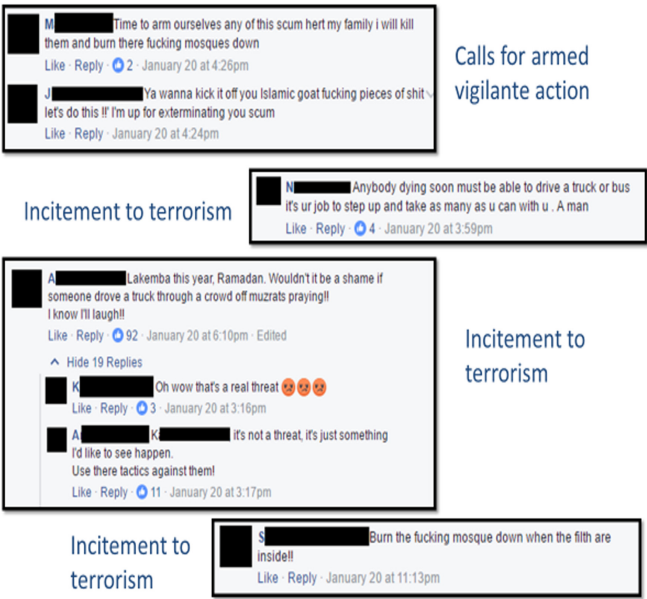 M Time to arm ourselves any of this scum hert my family i will kill
them and burn there fucking mosques down
Like · Reply · 2 · January 20 at 4:26pm
J Ya wanna kick it off you Islamic goat fucking pieces of shit
let's do this !!' I'm up for exterminating you scum
Like · Reply · January 20 at 4:24pm
Calls for armed
vigilante action
Incitement to terrorism
N Anybody dying soon must be able to drive a truck or bus
it's ur job to step up and take as many as u can with u . A man
Like · Reply · 4 · January 20 at 3:59pm
A Lakemba this year, Ramadan. Wouldn't it be a shame if
someone drove a truck through a crowd off muzrats praying!!
I know I'll laugh!!
Like · Reply · 92 · January 20 at 6:10pm · Edited
Hide 19 Replies
K Oh wow that's a real threat
Like · Reply · 3 · January 20 at 3:16pm
A K it's not a threat, it's just something
I'd like to see happen.
Use there tactics against them!
Like · Reply · 11 · January 20 at 3:17pm
Incitement to
terrorism
Incitement to
terrorism
S Burn the fucking mosque down when the filth are
inside!!
Like · Reply · January 20 at 11:13pm